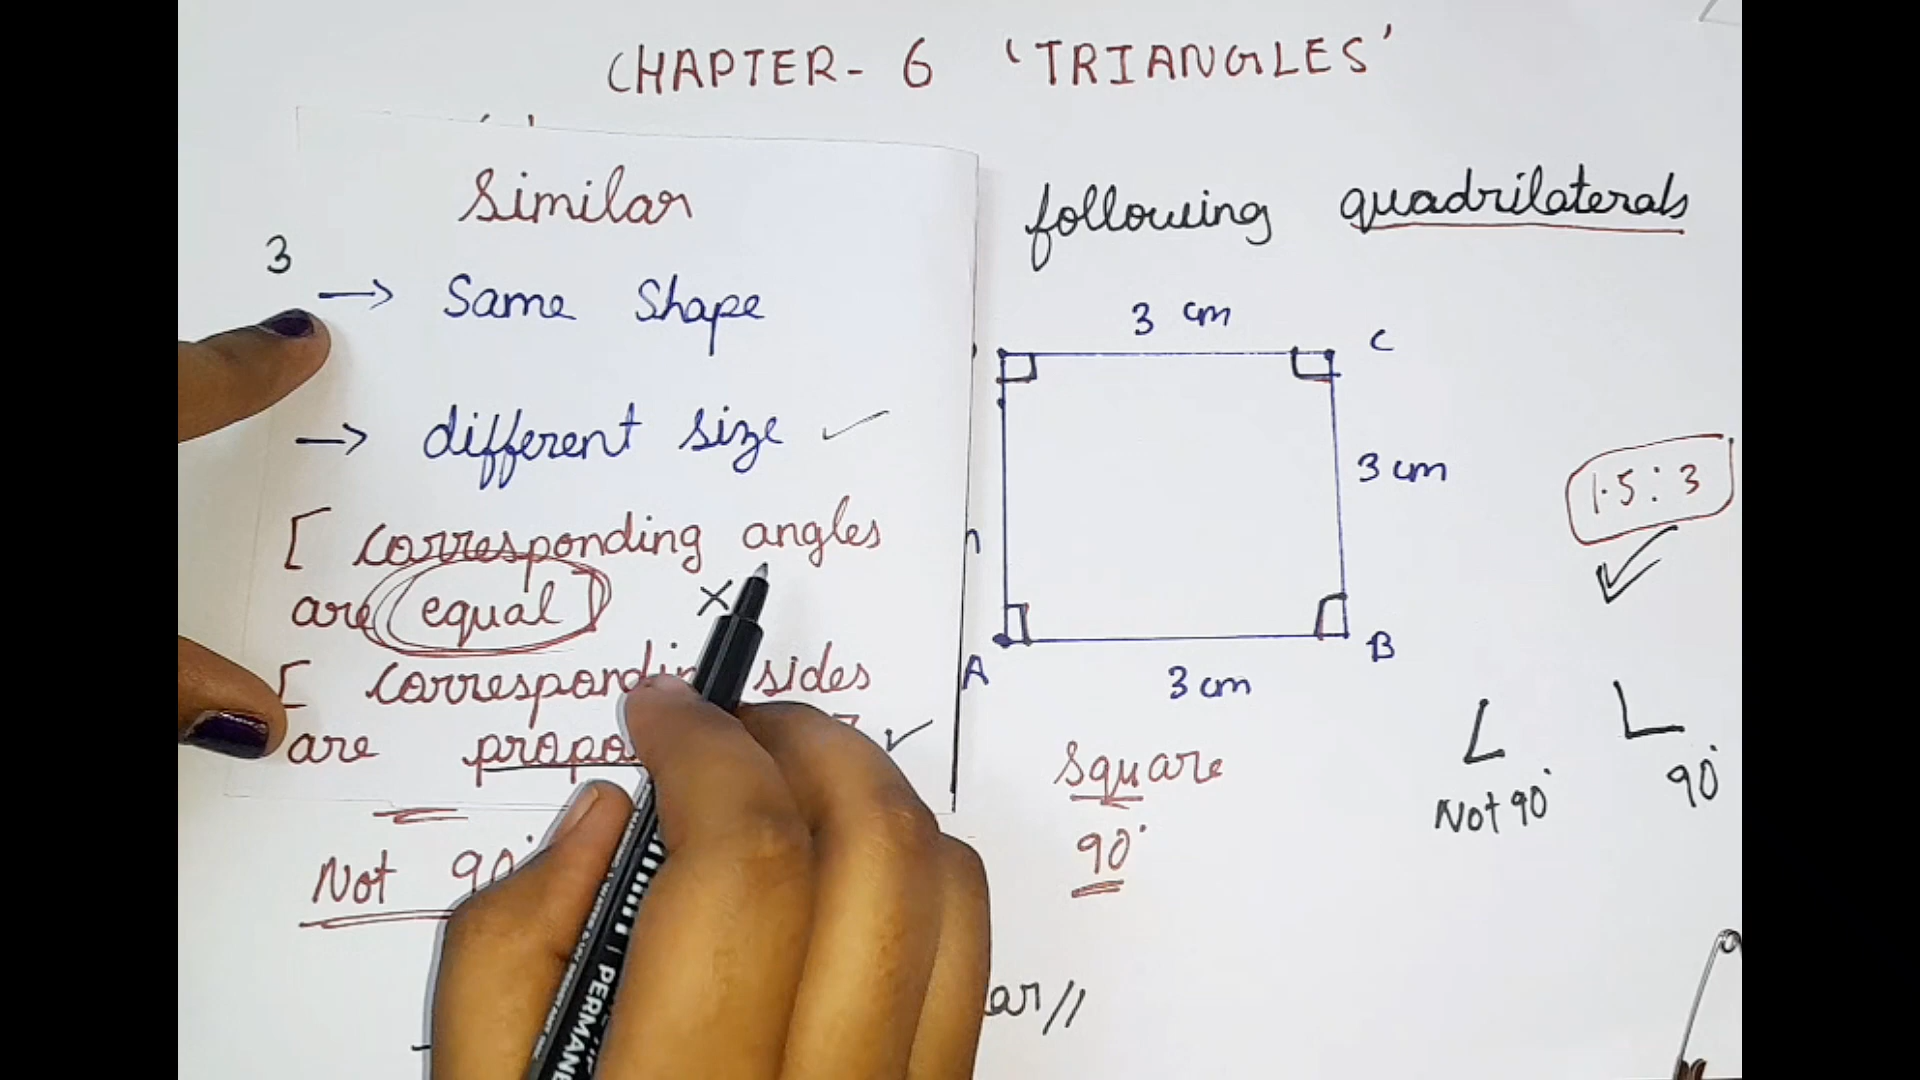 CHAPTER- 6 'TRIANGLES'
Similar
following quadrilaterals
3
→ Same Shape
→ different size ✓
[ corresponding angles
are equal ×
[ corresponding sides
are
✓
Not 90°
3 cm
C
3 cm
A
B
3 cm
square
90°
1.5 : 3
Not 90°
90°
PERMANE